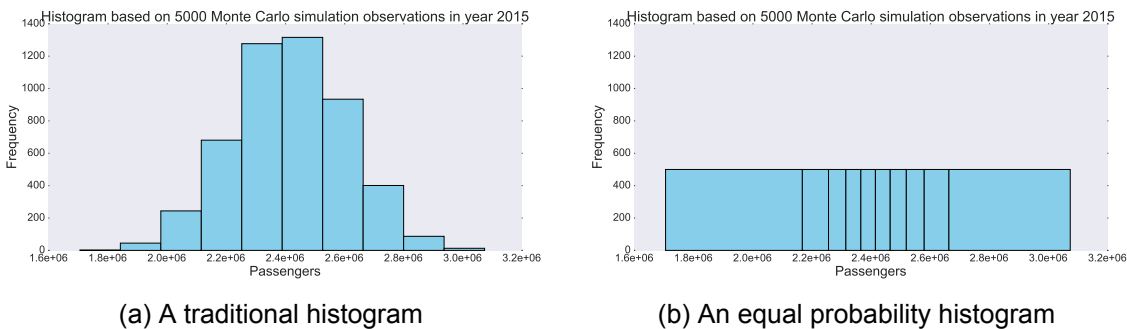 Histogram based on 5000 Monte Carlo simulation observations in year 2015
1400
1200
1000
800
600
400
200
0
Frequency
1.6e+06 1.8e+06 2.0e+06 2.2e+06 2.4e+06 2.6e+06 2.8e+06 3.0e+06 3.2e+06
Passengers
(a) A traditional histogram
Histogram based on 5000 Monte Carlo simulation observations in year 2015
1400
1200
1000
800
600
400
200
0
Frequency
1.6e+06 1.8e+06 2.0e+06 2.2e+06 2.4e+06 2.6e+06 2.8e+06 3.0e+06 3.2e+06
Passengers
(b) An equal probability histogram